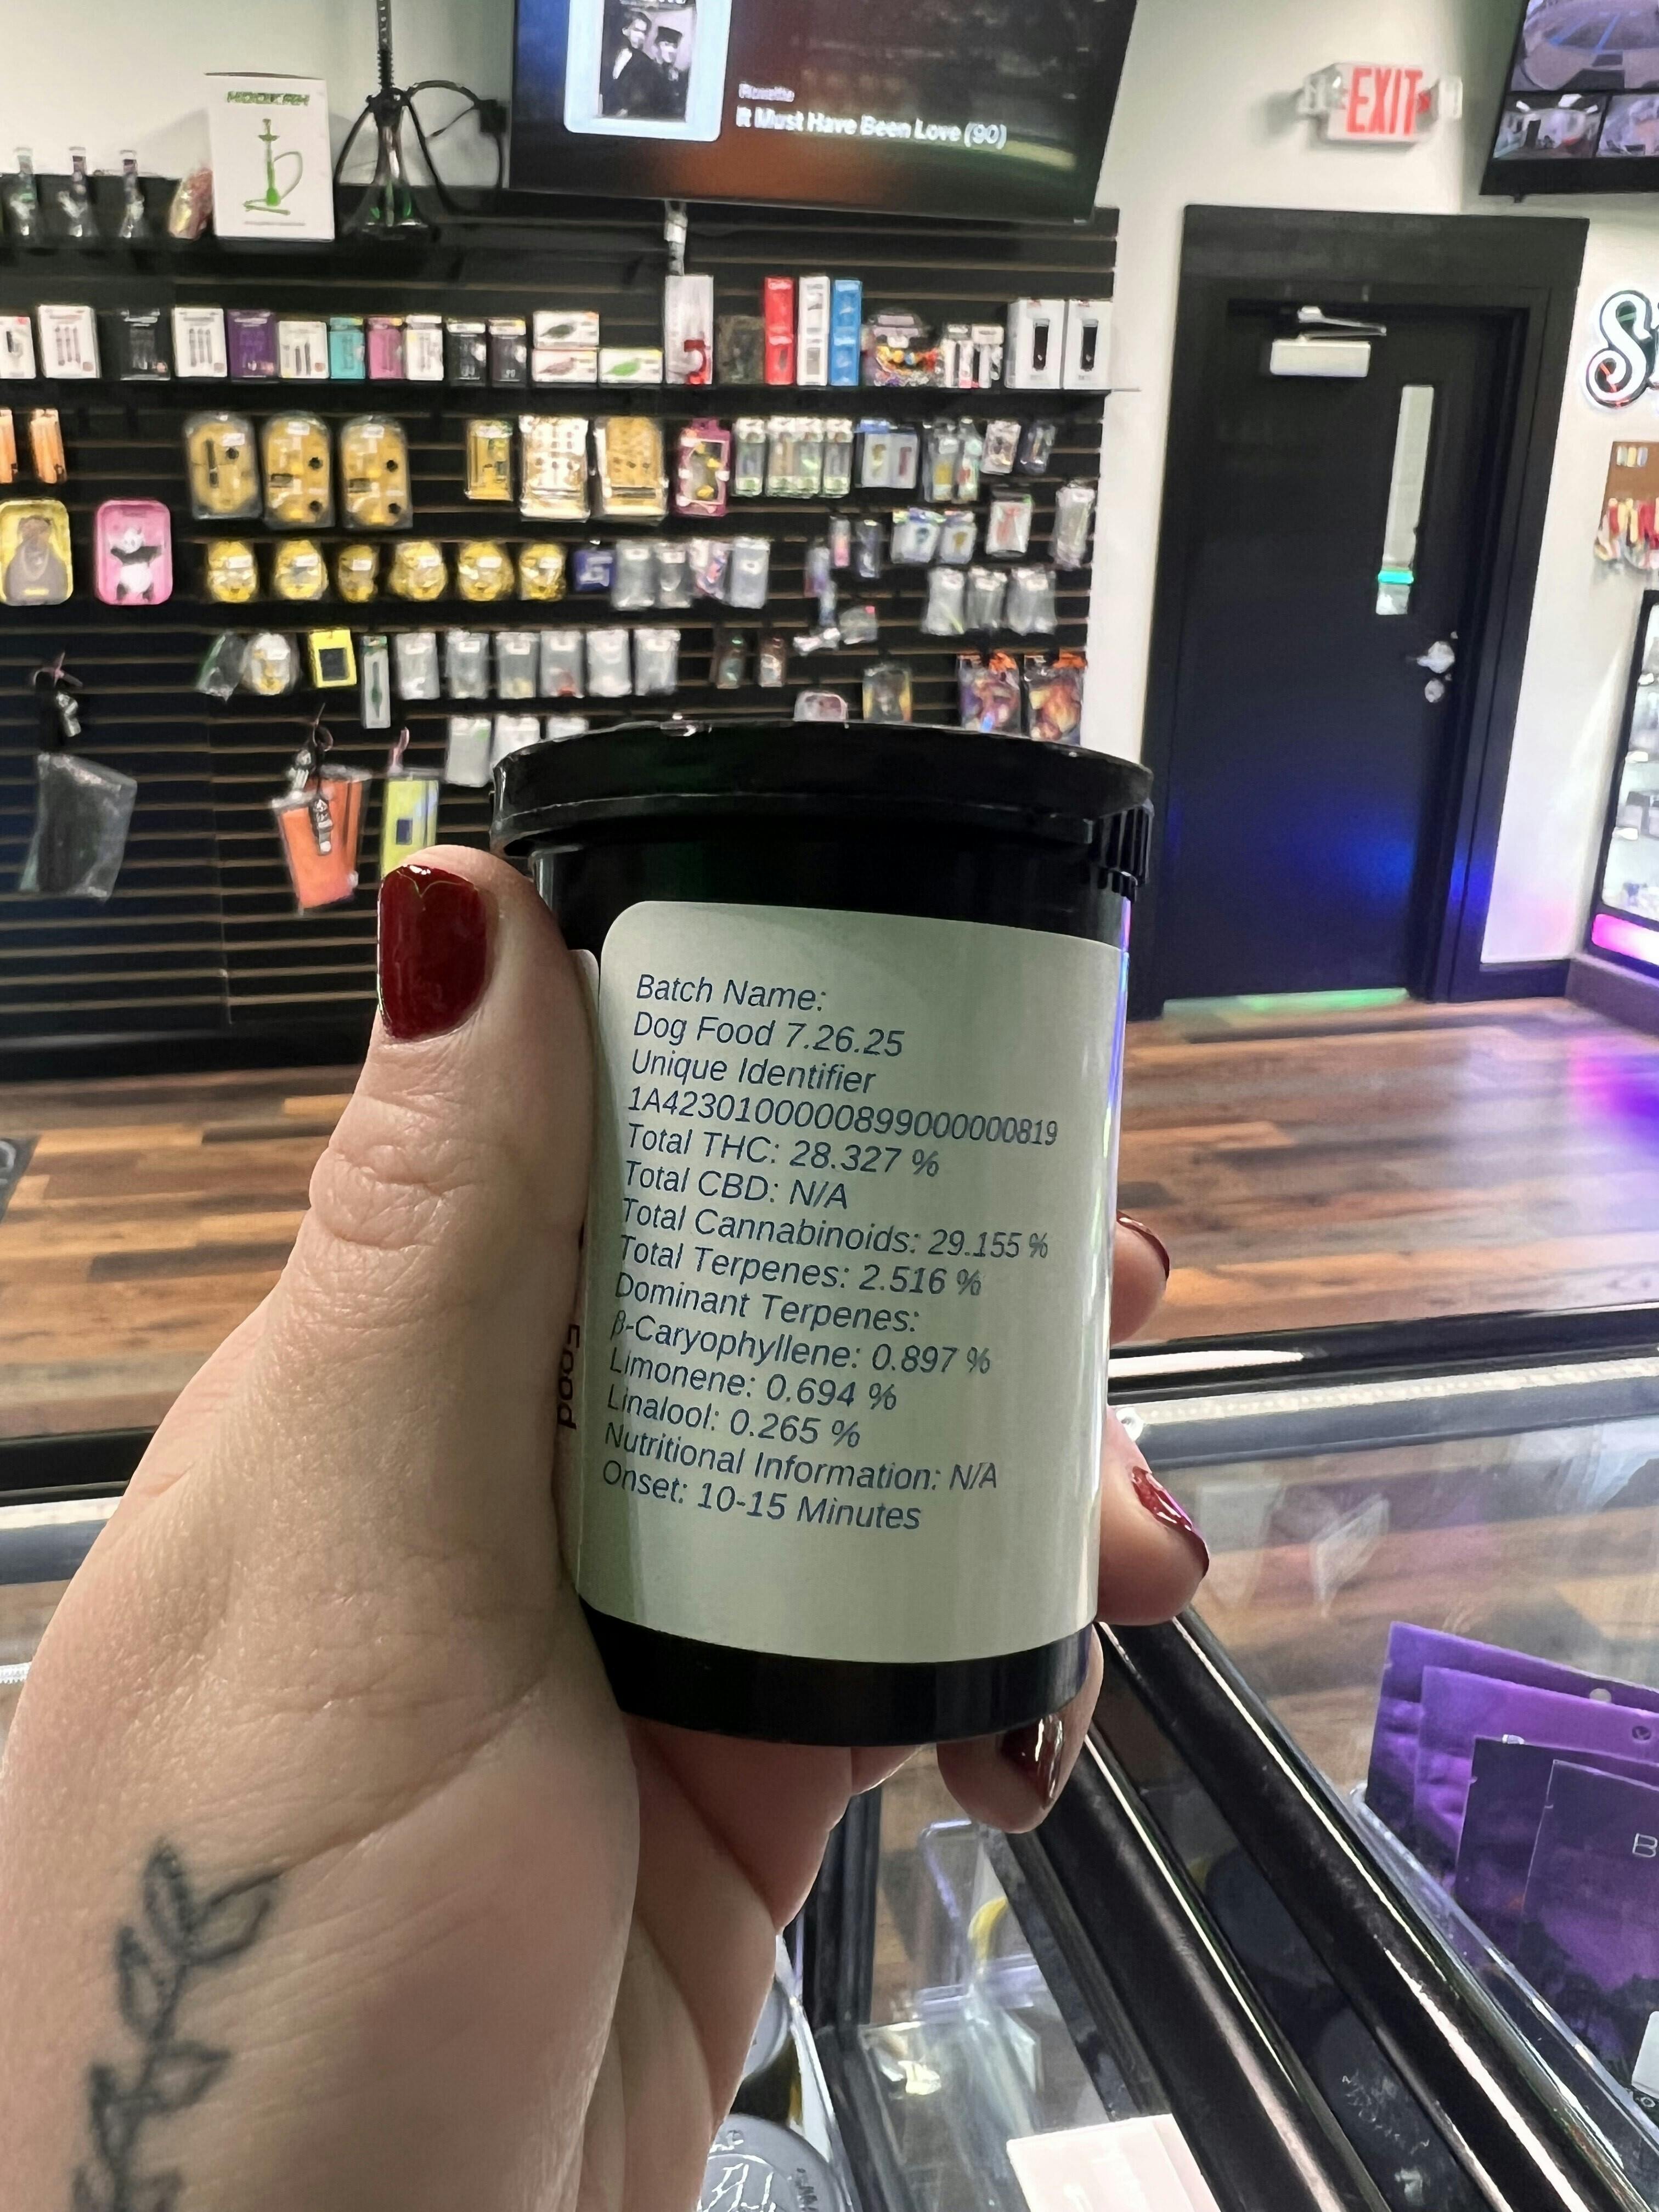 HOOKAH
Roxette
It Must Have Been Love (90)
EXIT
Batch Name:
Dog Food 7.26.25
Unique Identifier
1A4230100000899000000819
Total THC: 28.327 %
Total CBD: N/A
Total Cannabinoids: 29.155 %
Total Terpenes: 2.516 %
Dominant Terpenes:
β-Caryophyllene: 0.897 %
Limonene: 0.694 %
Linalool: 0.265 %
Nutritional Information: N/A
Onset: 10-15 Minutes
Food